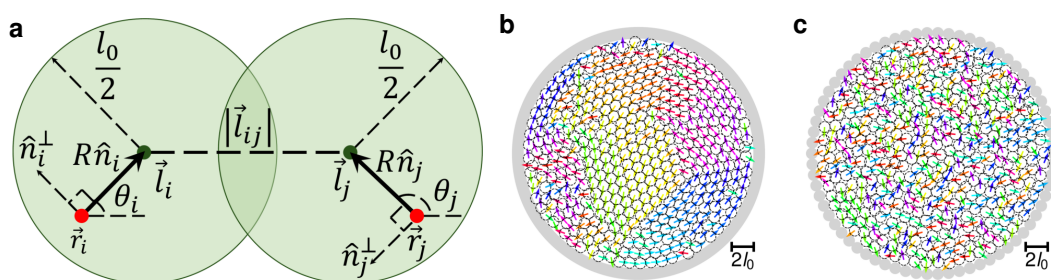 a
b
c
l₀/2
l₀/2
|l⃗ᵢⱼ|
n̂ᵢ^⊥
Rn̂ᵢ
l⃗ᵢ
l⃗ⱼ
Rn̂ⱼ
θᵢ
θⱼ
r⃗ᵢ
n̂ⱼ^⊥
r⃗ⱼ
2l₀
2l₀